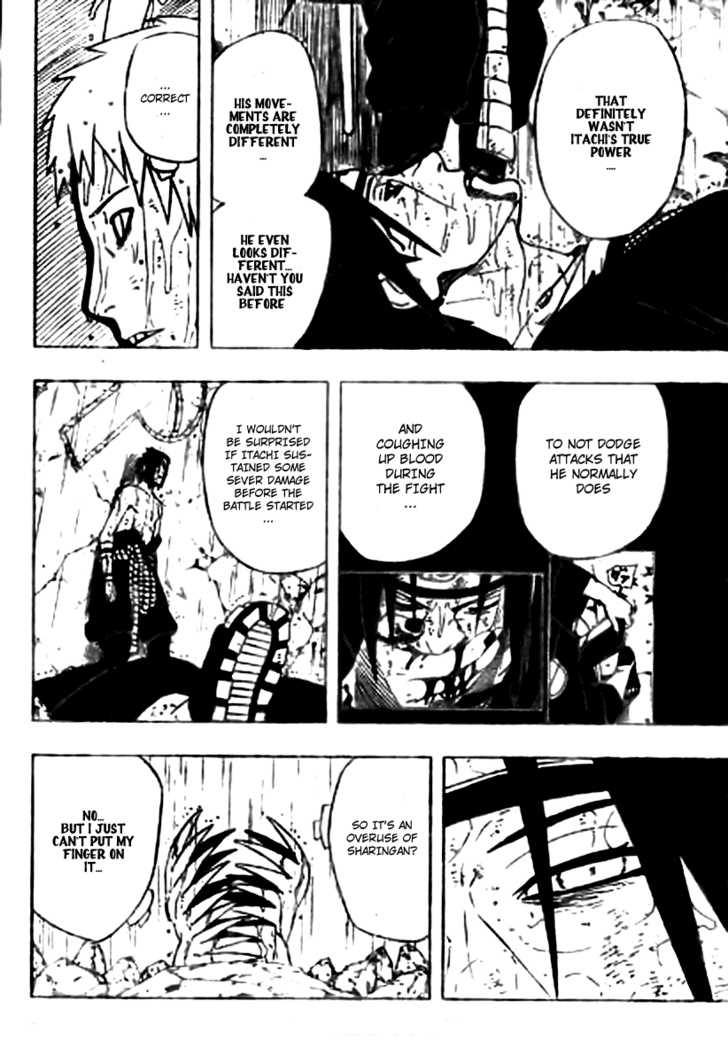 THAT
DEFINITELY
WASN'T
ITACHI'S TRUE
POWER
....
HIS MOVE-
MENTS ARE
COMPLETELY
DIFFERENT
...
HE EVEN
LOOKS DIF-
FERENT...
HAVEN'T YOU
SAID THIS
BEFORE
...
CORRECT
...
TO NOT DODGE
ATTACKS THAT
HE NORMALLY
DOES
AND
COUGHING
UP BLOOD
DURING
THE FIGHT
...
I WOULDN'T
BE SURPRISED
IF ITACHI SUS-
TAINED SOME
SEVER DAMAGE
BEFORE THE
BATTLE STARTED
...
SO IT'S AN
OVERUSE OF
SHARINGAN?
NO...
BUT I JUST
CAN'T PUT MY
FINGER ON
IT...